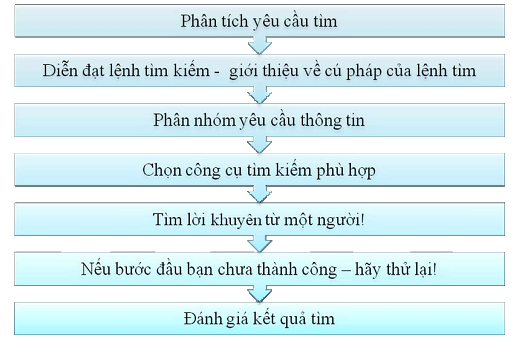 Phân tích yêu cầu tìm
Diễn đạt lệnh tìm kiếm - giới thiệu về cú pháp của lệnh tìm
Phân nhóm yêu cầu thông tin
Chọn công cụ tìm kiếm phù hợp
Tìm lời khuyên từ một người!
Nếu bước đầu bạn chưa thành công – hãy thử lại!
Đánh giá kết quả tìm